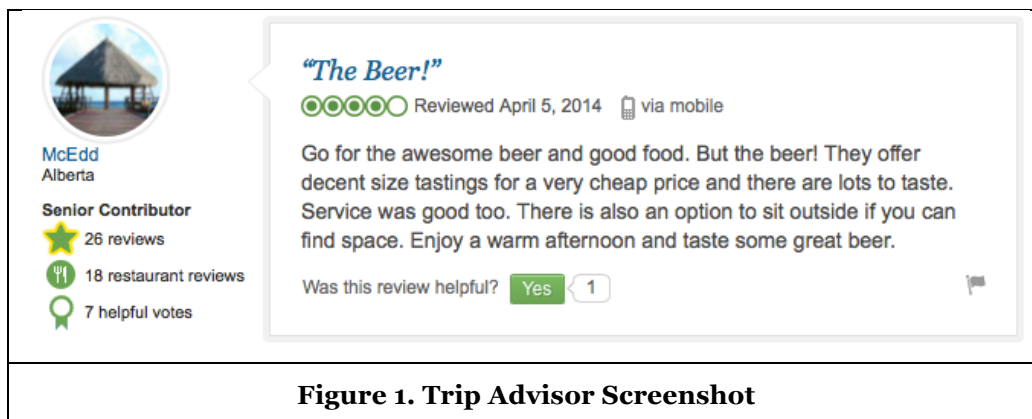 McEdd
Alberta
Senior Contributor
26 reviews
18 restaurant reviews
7 helpful votes
“The Beer!”
Reviewed April 5, 2014 via mobile
Go for the awesome beer and good food. But the beer! They offer
decent size tastings for a very cheap price and there are lots to taste.
Service was good too. There is also an option to sit outside if you can
find space. Enjoy a warm afternoon and taste some great beer.
Was this review helpful? Yes 1
Figure 1. Trip Advisor Screenshot